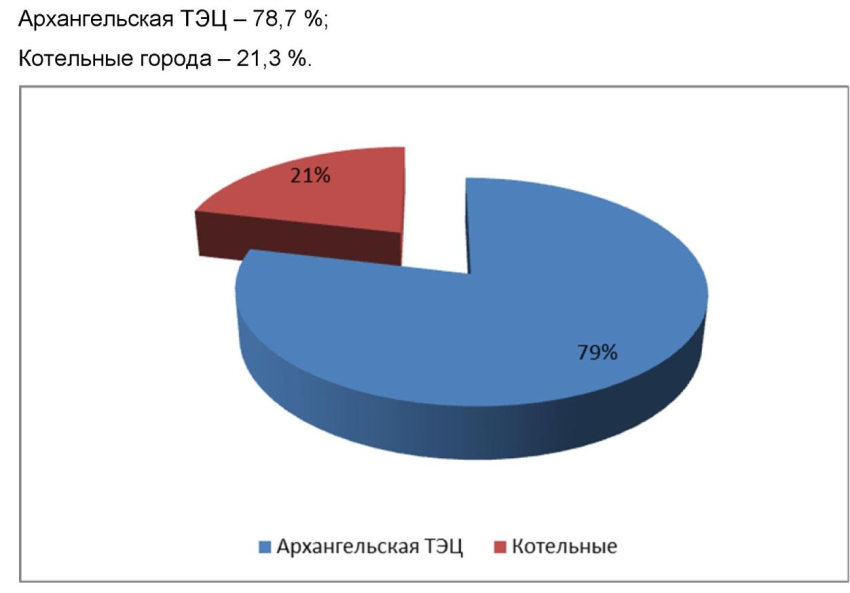 Архангельская ТЭЦ – 78,7 %;
Котельные города – 21,3 %.
21%
79%
Архангельская ТЭЦ Котельные